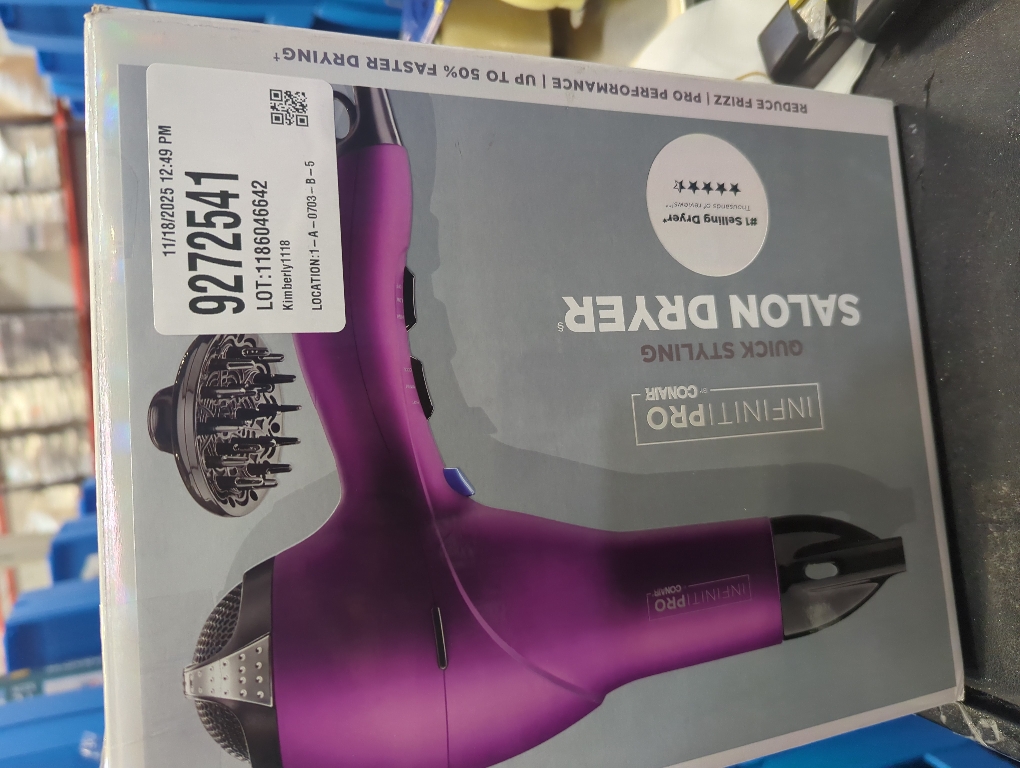 REDUCE FRIZZ | PRO PERFORMANCE | UP TO 50% FASTER DRYING†
11/18/2025 12:49 PM
9272541
LOT:1186046642
Kimberly1118
LOCATION:1-A-0703-B-5
INFINITIPRO
BY CONAIR
QUICK STYLING
SALON DRYER
#1 Selling Dryer*
Thousands of reviews**
INFINITIPRO
CONAIR